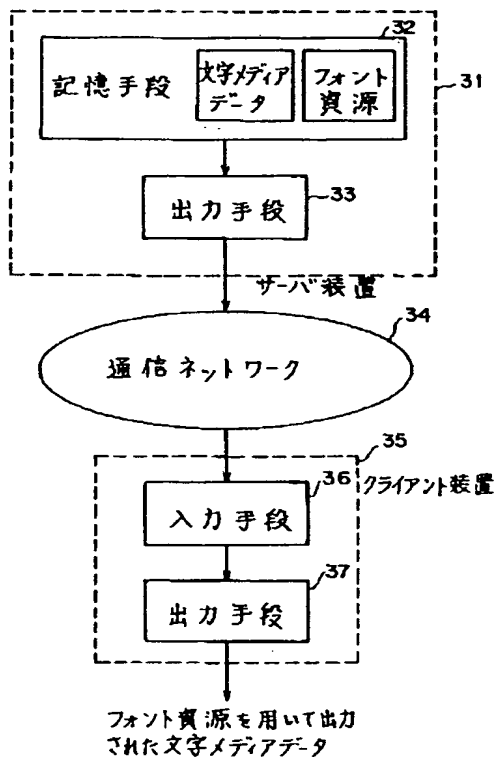 32
記憶手段
文字メディア
データ
フォント
資源
31
出力手段
33
サーバ装置
34
通信ネットワーク
35
クライアント装置
36
入力手段
37
出力手段
フォント資源を用いて出力
された文字メディアデータ